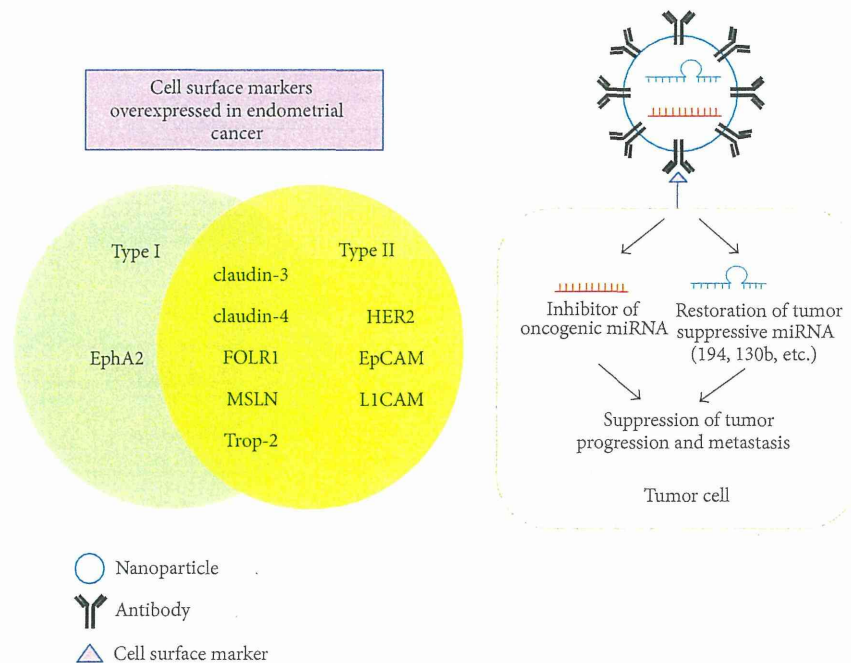 Cell surface markers
overexpressed in endometrial
cancer
Type I
Type II
claudin-3
claudin-4
HER2
EphA2
FOLR1
EpCAM
MSLN
L1CAM
Trop-2
Inhibitor of
oncogenic miRNA
Restoration of tumor
suppressive miRNA
(194, 130b, etc.)
Suppression of tumor
progression and metastasis
Tumor cell
Nanoparticle
Antibody
Cell surface marker